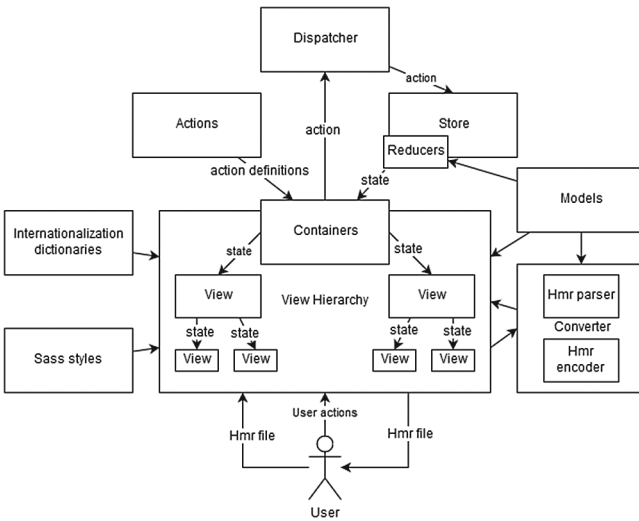 Dispatcher
action
Actions
action
Store
Reducers
action definitions
state
Models
Internationalization
dictionaries
Containers
state
state
View
View Hierarchy
View
Hmr parser
Converter
Hmr
encoder
state
state
state
state
View
View
View
View
Sass styles
User actions
Hmr file
Hmr file
User